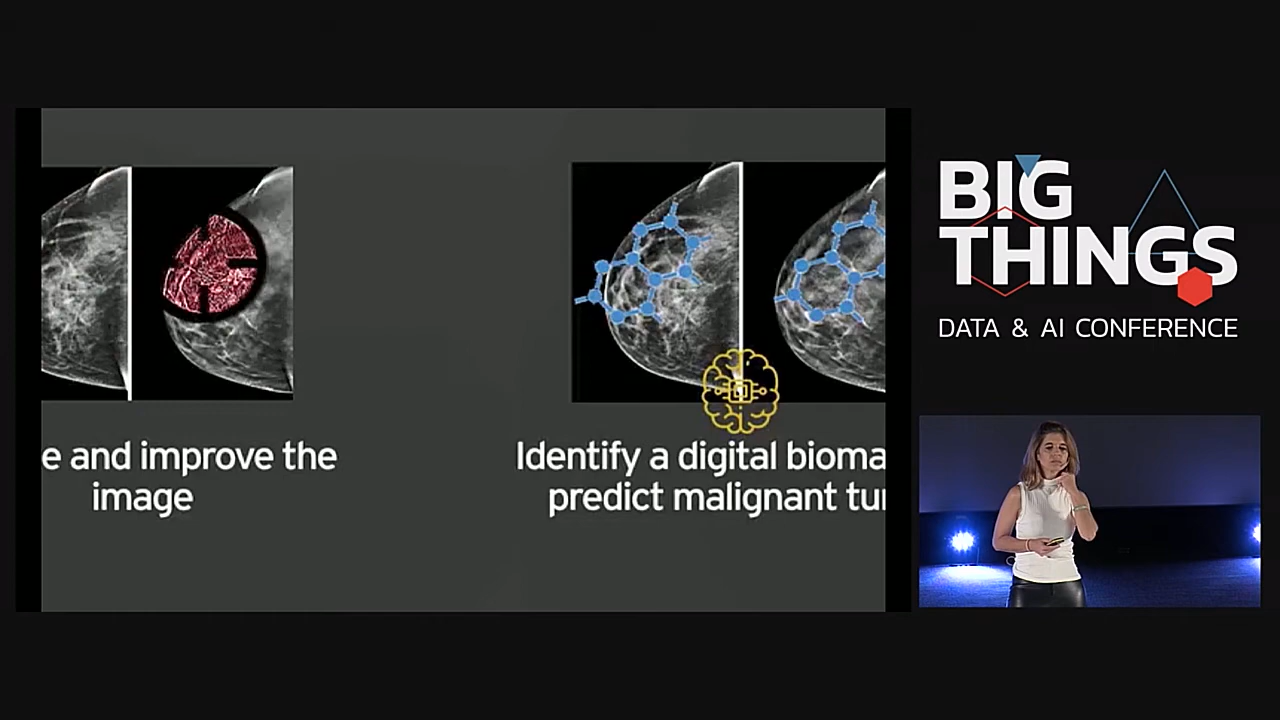 e and improve the
image
Identify a digital bioma
predict malignant tu
BIG
THINGS
DATA & AI CONFERENCE